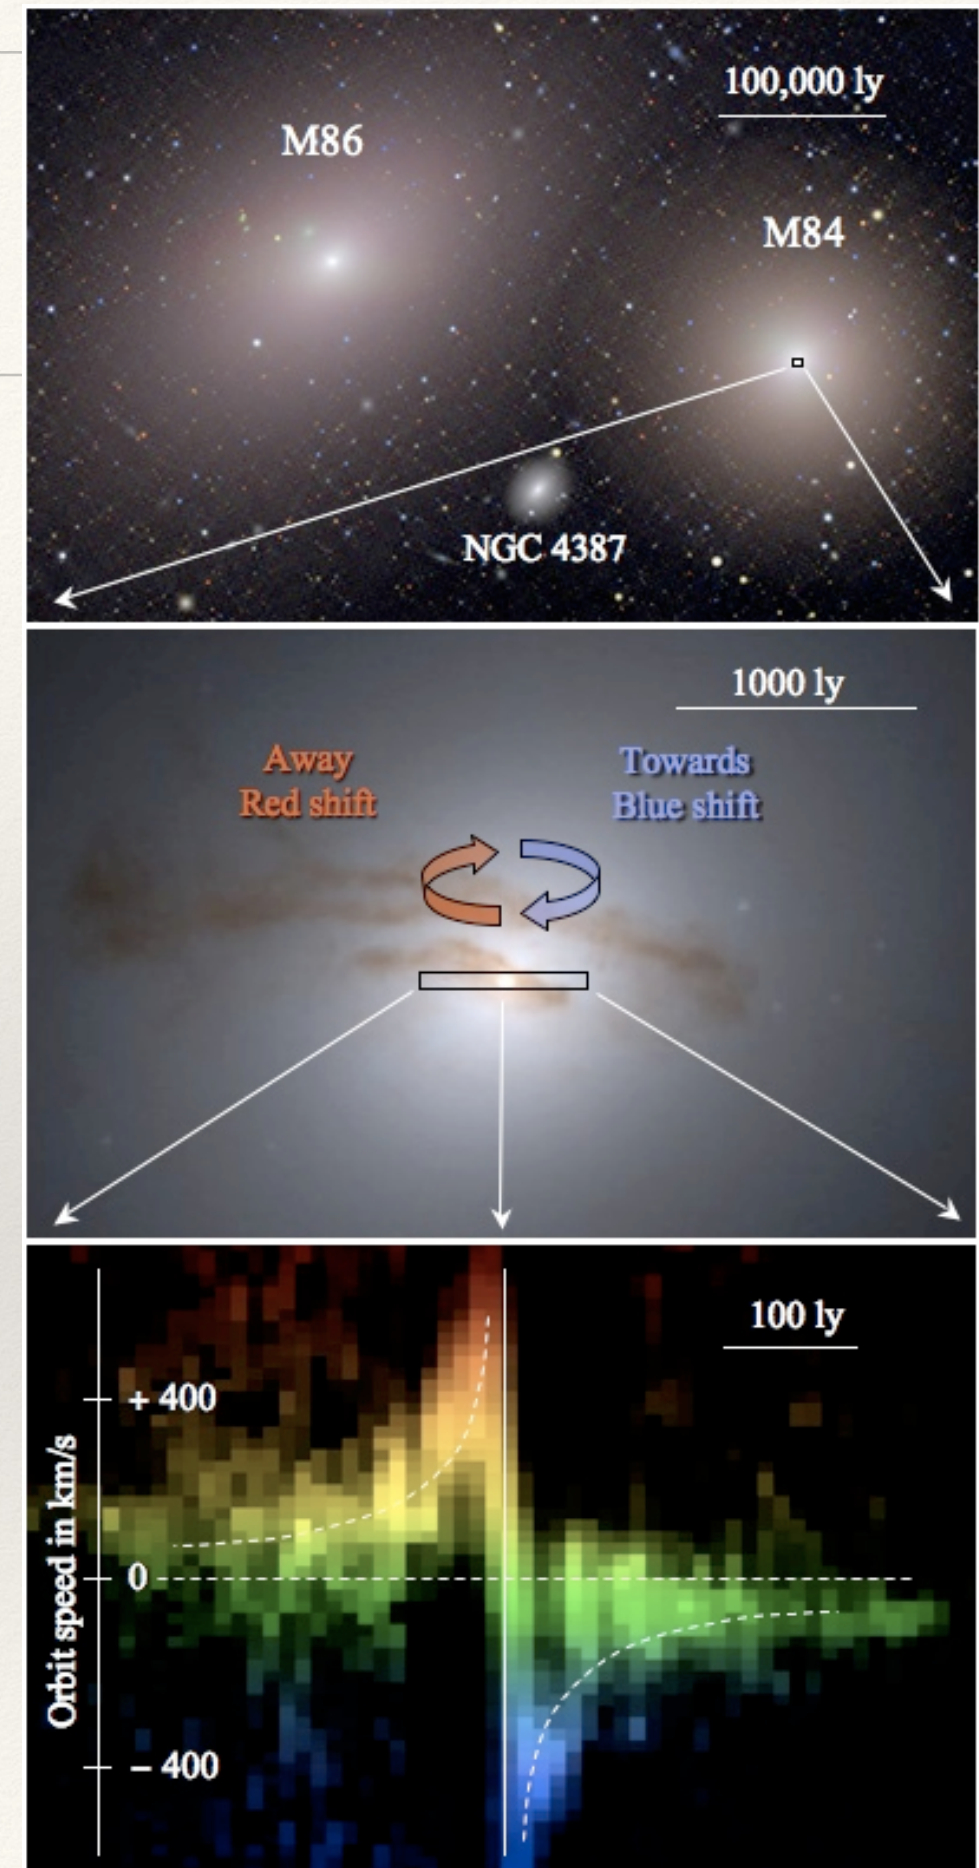 100,000 ly
M86
M84
NGC 4387
1000 ly
Away
Red shift
Towards
Blue shift
100 ly
+ 400
Orbit speed in km/s
0
– 400